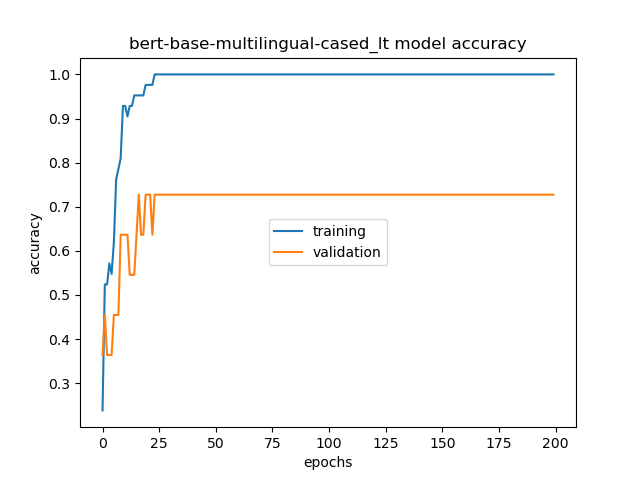 bert-base-multilingual-cased_lt model accuracy
1.0
0.9
0.8
0.7
0.6
0.5
0.4
0.3
accuracy
training
validation
0 25 50 75 100 125 150 175 200
epochs